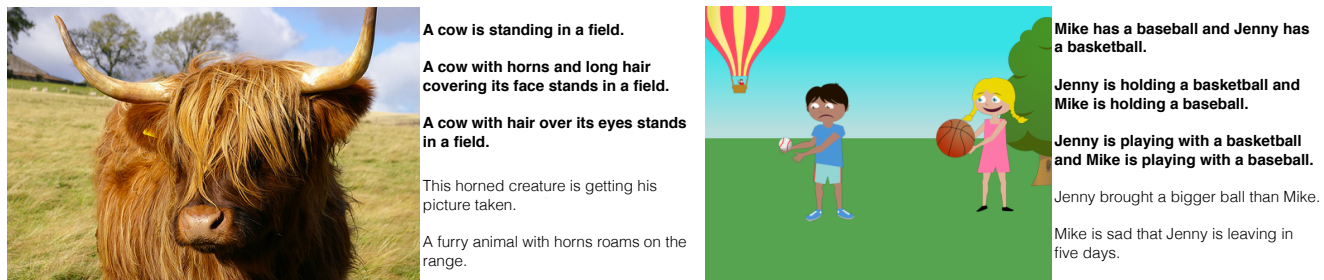 A cow is standing in a field.
A cow with horns and long hair
covering its face stands in a field.
A cow with hair over its eyes stands
in a field.
This horned creature is getting his
picture taken.
A furry animal with horns roams on the
range.
Mike has a baseball and Jenny has
a basketball.
Jenny is holding a basketball and
Mike is holding a baseball.
Jenny is playing with a basketball
and Mike is playing with a baseball.
Jenny brought a bigger ball than Mike.
Mike is sad that Jenny is leaving in
five days.